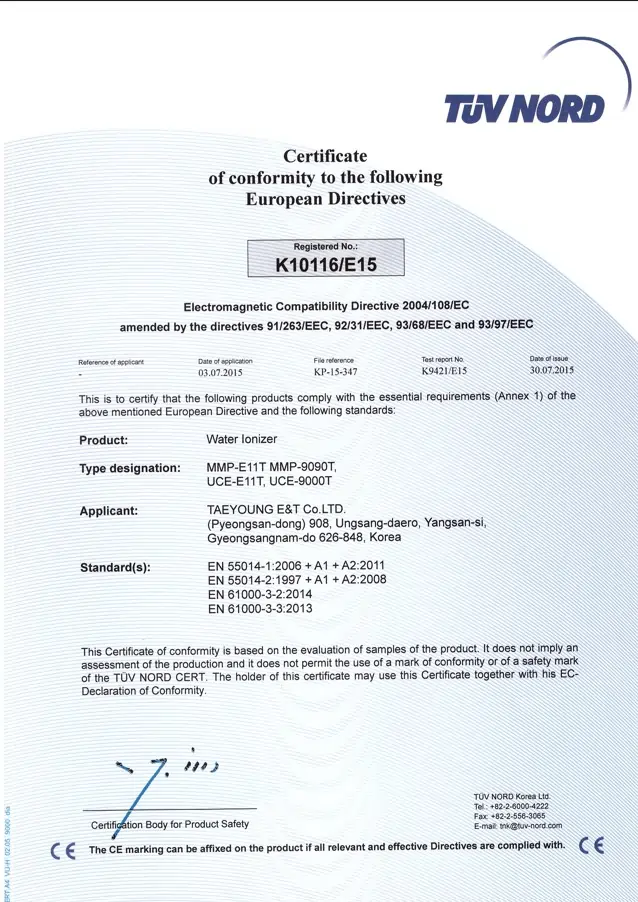 TÜV NORD
Certificate
of conformity to the following
European Directives
Registered No.:
K10116/E15
Electromagnetic Compatibility Directive 2004/108/EC
amended by the directives 91/263/EEC, 92/31/EEC, 93/68/EEC and 93/97/EEC
Reference of applicant Date of application File reference Test report No. Date of issue
- 03.07.2015 KP-15-347 K9421/E15 30.07.2015
This is to certify that the following products comply with the essential requirements (Annex 1) of the
above mentioned European Directive and the following standards:
Product: Water Ionizer
Type designation: MMP-E11T MMP-9090T,
UCE-E11T, UCE-9000T
Applicant: TAEYOUNG E&T Co.LTD.
(Pyeongsan-dong) 908, Ungsang-daero, Yangsan-si,
Gyeongsangnam-do 626-848, Korea
Standard(s): EN 55014-1:2006 + A1 + A2:2011
EN 55014-2:1997 + A1 + A2:2008
EN 61000-3-2:2014
EN 61000-3-3:2013
This Certificate of conformity is based on the evaluation of samples of the product. It does not imply an
assessment of the production and it does not permit the use of a mark of conformity or of a safety mark
of the TÜV NORD CERT. The holder of this certificate may use this Certificate together with his EC-
Declaration of Conformity.
TÜV NORD Korea Ltd.
Tel.: +82-2-6000-4222
Fax: +82-2-556-3065
E-mail: tnk@tuv-nord.com
Certification Body for Product Safety
CE The CE marking can be affixed on the product if all relevant and effective Directives are complied with. CE
ERT A4 VU-H 02.05 9000 dia